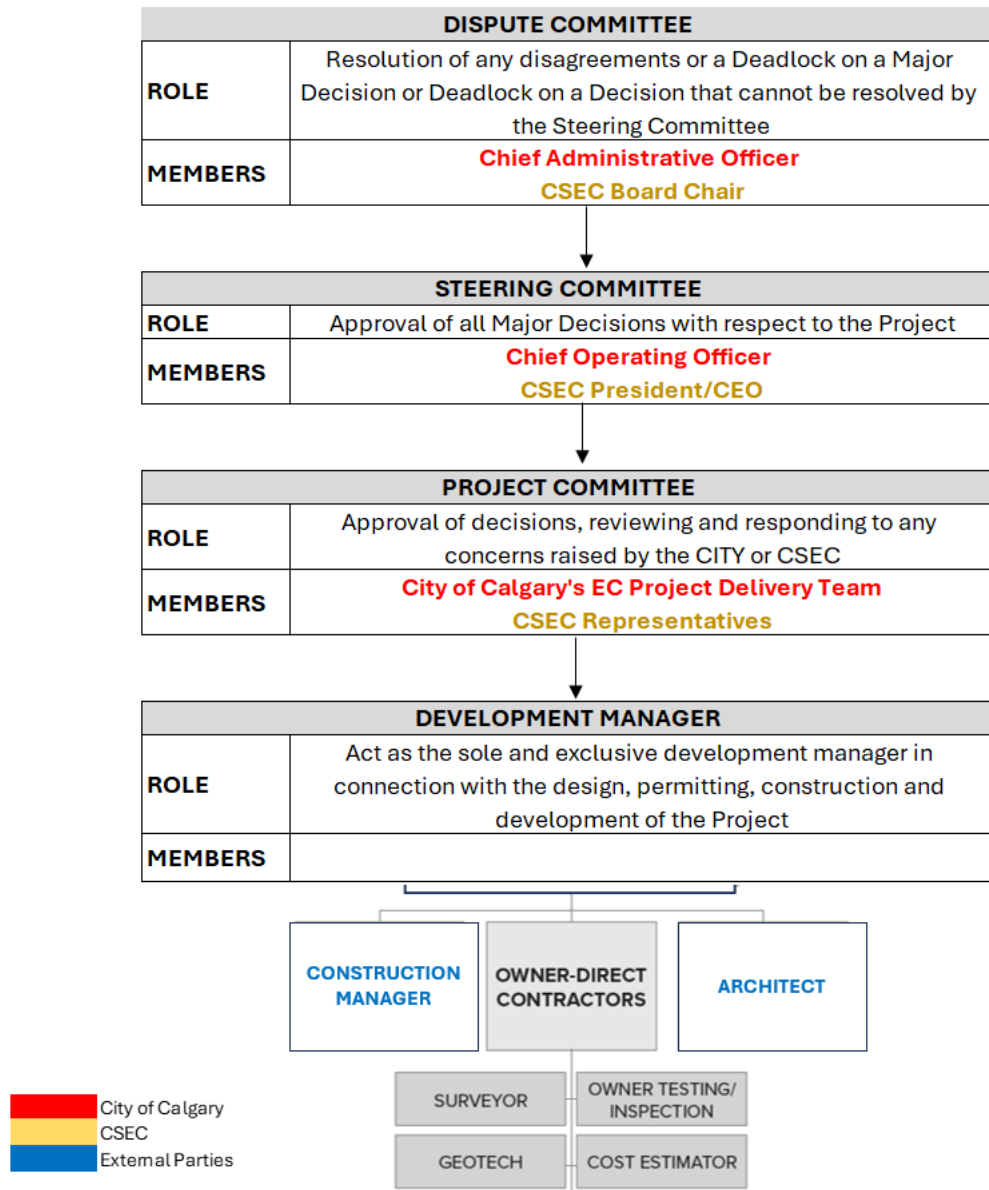 DISPUTE COMMITTEE
ROLE
Resolution of any disagreements or a Deadlock on a Major
Decision or Deadlock on a Decision that cannot be resolved by
the Steering Committee
MEMBERS
Chief Administrative Officer
CSEC Board Chair
STEERING COMMITTEE
ROLE
Approval of all Major Decisions with respect to the Project
MEMBERS
Chief Operating Officer
CSEC President/CEO
PROJECT COMMITTEE
ROLE
Approval of decisions, reviewing and responding to any
concerns raised by the CITY or CSEC
MEMBERS
City of Calgary's EC Project Delivery Team
CSEC Representatives
DEVELOPMENT MANAGER
ROLE
Act as the sole and exclusive development manager in
connection with the design, permitting, construction and
development of the Project
MEMBERS
CONSTRUCTION
MANAGER
OWNER-DIRECT
CONTRACTORS
ARCHITECT
SURVEYOR
OWNER TESTING/
INSPECTION
GEOTECH
COST ESTIMATOR
City of Calgary
CSEC
External Parties